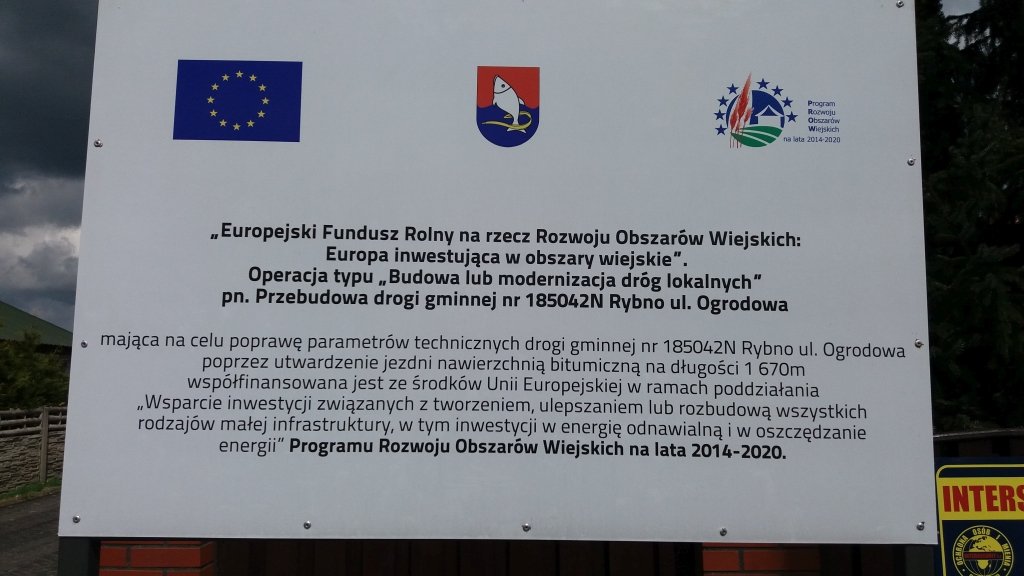 Program
Rozwoju
Obszarów
Wiejskich
na lata 2014-2020
„Europejski Fundusz Rolny na rzecz Rozwoju Obszarów Wiejskich:
Europa inwestująca w obszary wiejskie”.
Operacja typu „Budowa lub modernizacja dróg lokalnych”
pn. Przebudowa drogi gminnej nr 185042N Rybno ul. Ogrodowa
mająca na celu poprawę parametrów technicznych drogi gminnej nr 185042N Rybno ul. Ogrodowa
poprzez utwardzenie jezdni nawierzchnią bitumiczną na długości 1 670m
współfinansowana jest ze środków Unii Europejskiej w ramach poddziałania
„Wsparcie inwestycji związanych z tworzeniem, ulepszaniem lub rozbudową wszystkich
rodzajów małej infrastruktury, w tym inwestycji w energię odnawialną i w oszczędzanie
energii” Programu Rozwoju Obszarów Wiejskich na lata 2014-2020.
INTERS
OCHRONA OSÓB I MIENIA